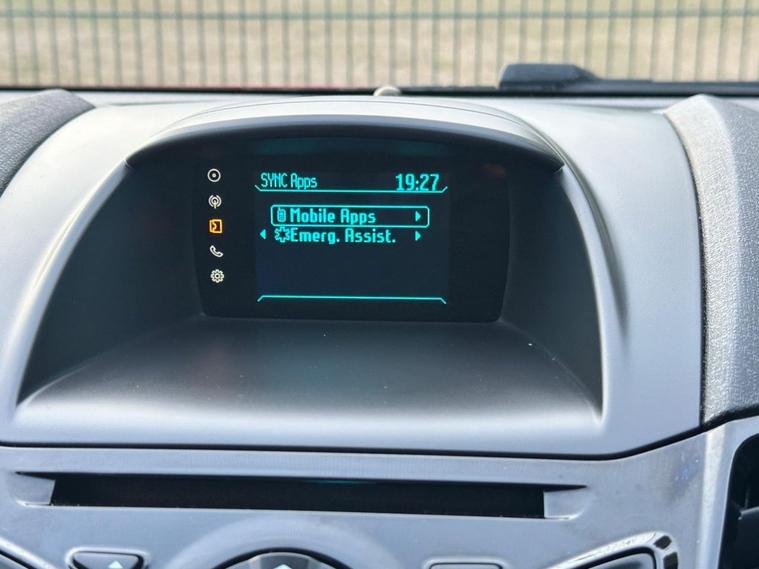 SYNC Apps 19:27
Mobile Apps
Emerg. Assist.